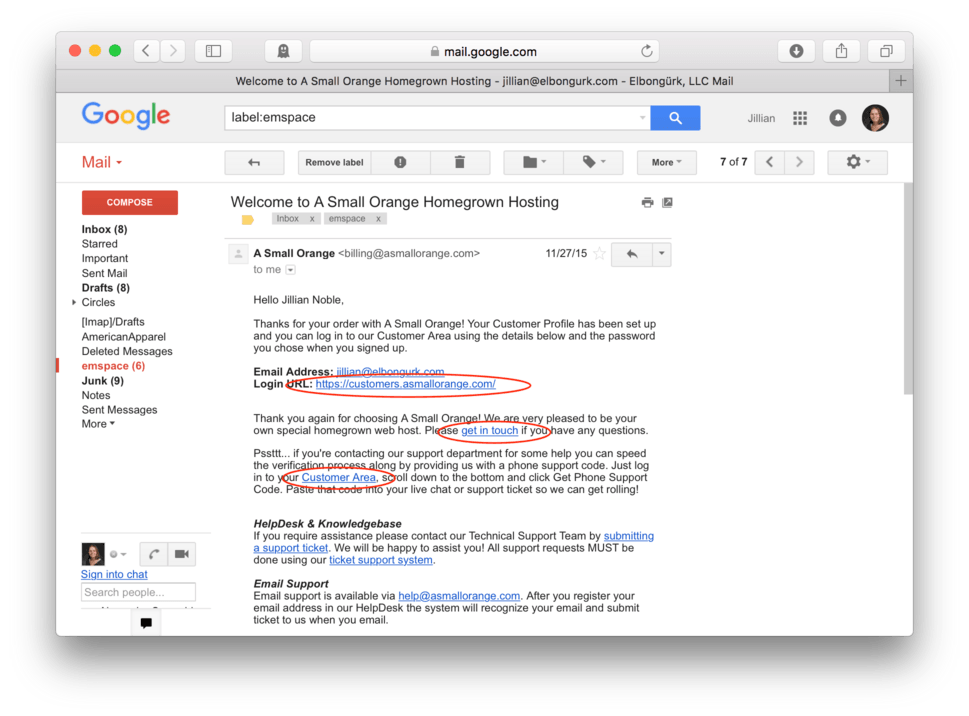 mail.google.com
Welcome to A Small Orange Homegrown Hosting - jillian@elbongurk.com - Elbongürk, LLC Mail
Google
label:emspace
Jillian
Mail
Remove label
More
7 of 7
COMPOSE
Inbox (8)
Starred
Important
Sent Mail
Drafts (8)
Circles
[Imap]/Drafts
AmericanApparel
Deleted Messages
emspace (6)
Junk (9)
Notes
Sent Messages
More
Sign into chat
Search people...
Welcome to A Small Orange Homegrown Hosting
Inbox x emspace x
A Small Orange <billing@asmallorange.com> 11/27/15
to me
Hello Jillian Noble,
Thanks for your order with A Small Orange! Your Customer Profile has been set up
and you can log in to our Customer Area using the details below and the password
you chose when you signed up.
Email Address: jillian@elbongurk.com
Login URL: https://customers.asmallorange.com/
Thank you again for choosing A Small Orange! We are very pleased to be your
own special homegrown web host. Please get in touch if you have any questions.
Pssttt... if you're contacting our support department for some help you can speed
the verification process along by providing us with a phone support code. Just log
in to your Customer Area, scroll down to the bottom and click Get Phone Support
Code. Paste that code into your live chat or support ticket so we can get rolling!
HelpDesk & Knowledgebase
If you require assistance please contact our Technical Support Team by submitting
a support ticket. We will be happy to assist you! All support requests MUST be
done using our ticket support system.
Email Support
Email support is available via help@asmallorange.com. After you register your
email address in our HelpDesk the system will recognize your email and submit
ticket to us when you email.